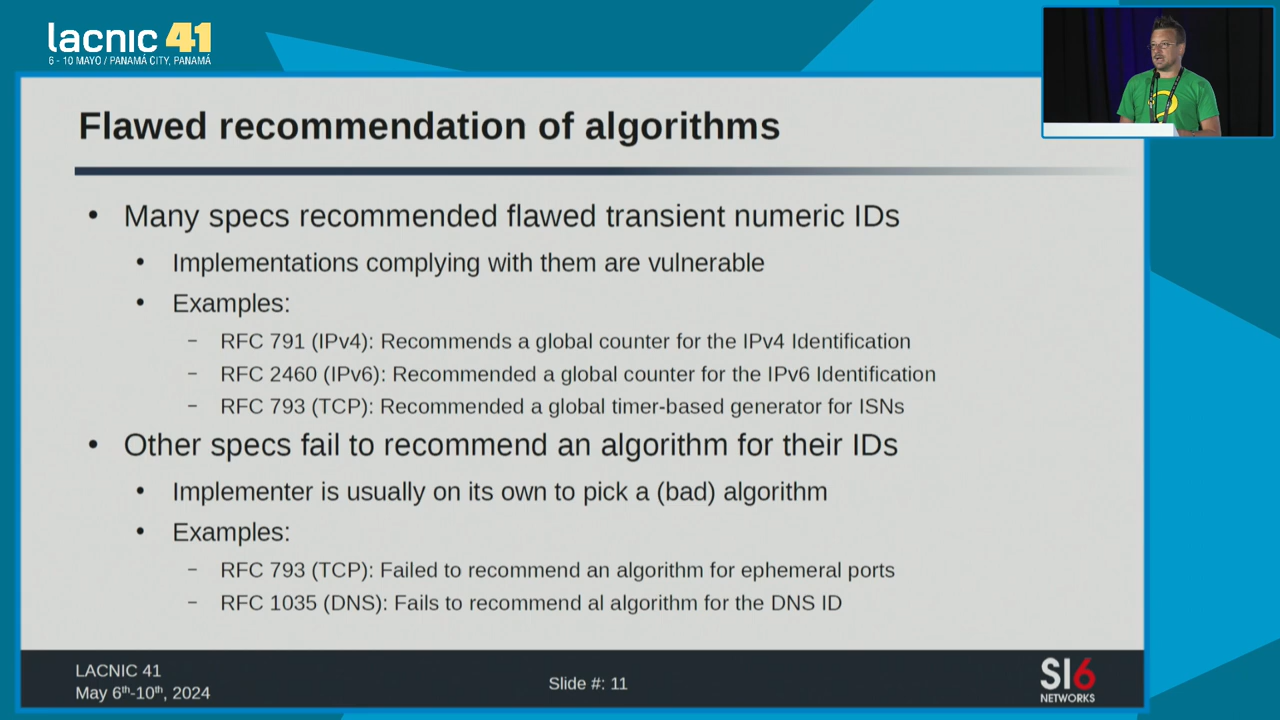 lacnic 41
6 - 10 MAYO / PANAMÁ CITY, PANAMÁ
Flawed recommendation of algorithms
• Many specs recommended flawed transient numeric IDs
• Implementations complying with them are vulnerable
• Examples:
– RFC 791 (IPv4): Recommends a global counter for the IPv4 Identification
– RFC 2460 (IPv6): Recommended a global counter for the IPv6 Identification
– RFC 793 (TCP): Recommended a global timer-based generator for ISNs
• Other specs fail to recommend an algorithm for their IDs
• Implementer is usually on its own to pick a (bad) algorithm
• Examples:
– RFC 793 (TCP): Failed to recommend an algorithm for ephemeral ports
– RFC 1035 (DNS): Fails to recommend al algorithm for the DNS ID
LACNIC 41
May 6th-10th, 2024
Slide #: 11
SI6
NETWORKS